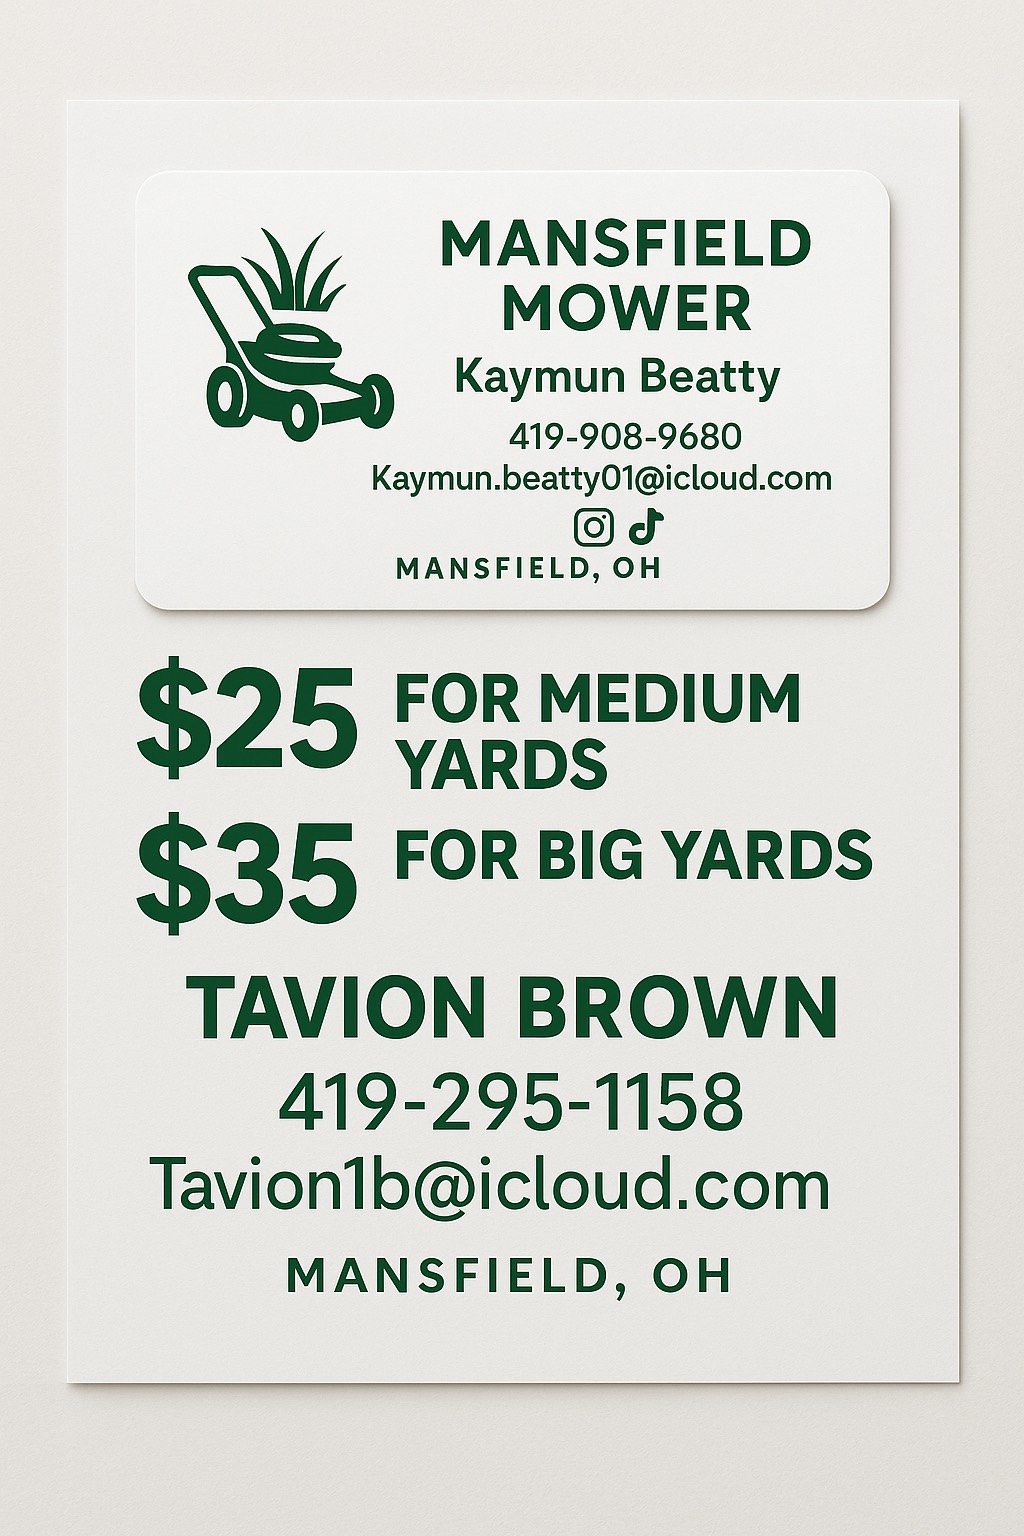 MANSFIELD
MOWER
Kaymun Beatty
419-908-9680
Kaymun.beatty01@icloud.com
MANSFIELD, OH
$25 FOR MEDIUM
YARDS
$35 FOR BIG YARDS
TAVION BROWN
419-295-1158
Tavion1b@icloud.com
MANSFIELD, OH